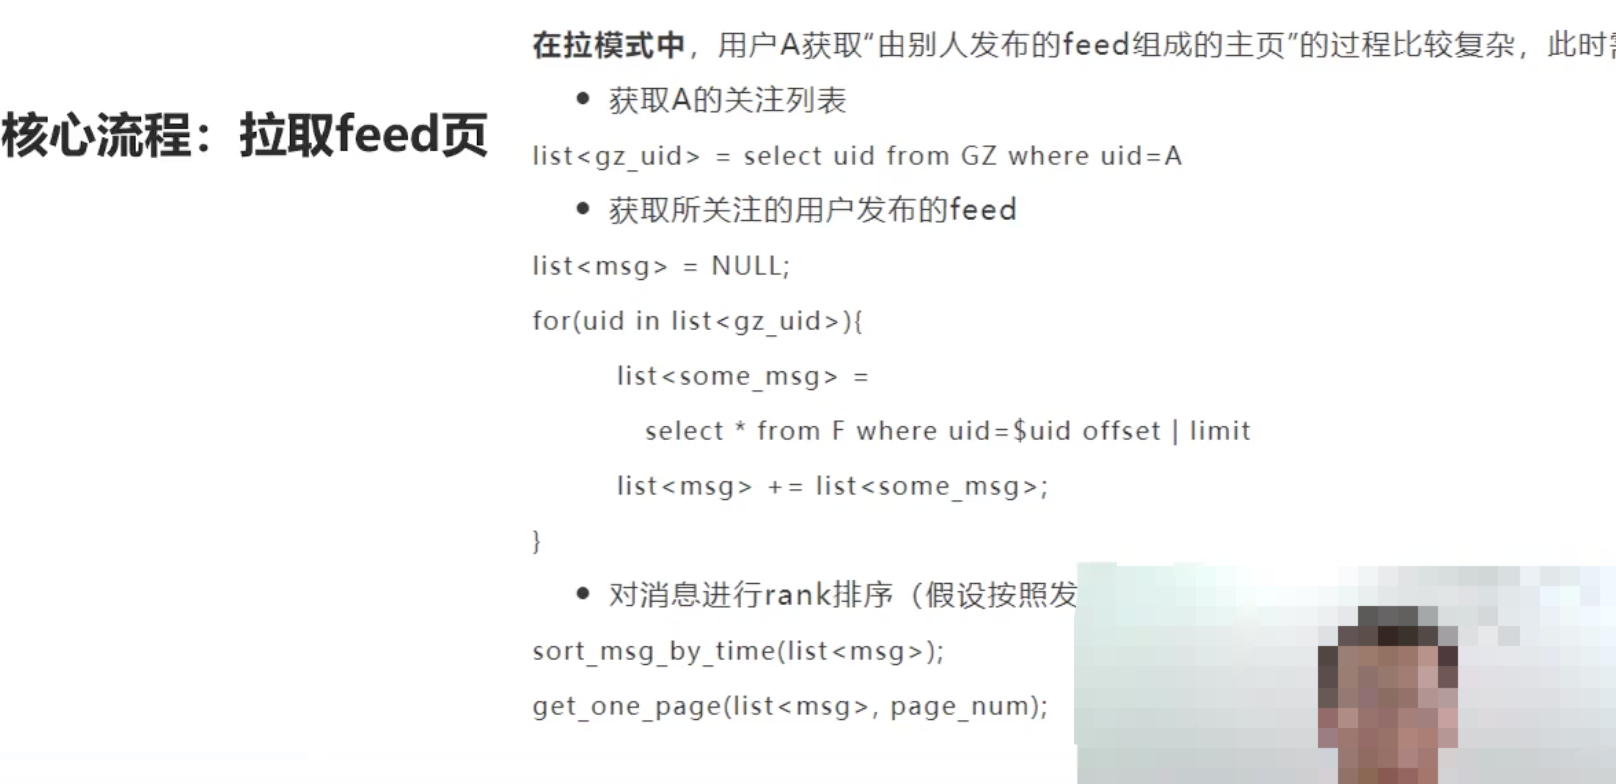 核心流程：拉取feed页
在拉模式中，用户A获取“由别人发布的feed组成的主页”的过程比较复杂，此时
• 获取A的关注列表
list<gz_uid> = select uid from GZ where uid=A
• 获取所关注的用户发布的feed
list<msg> = NULL;
for(uid in list<gz_uid>){
list<some_msg> =
select * from F where uid=$uid offset | limit
list<msg> += list<some_msg>;
}
• 对消息进行rank排序（假设按照发
sort_msg_by_time(list<msg>);
get_one_page(list<msg>, page_num);